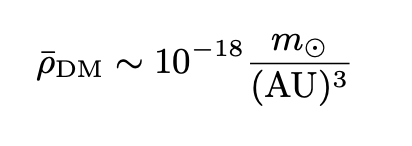 ρ̄_DM ∼ 10^{−18} m_⊙ / (AU)^3